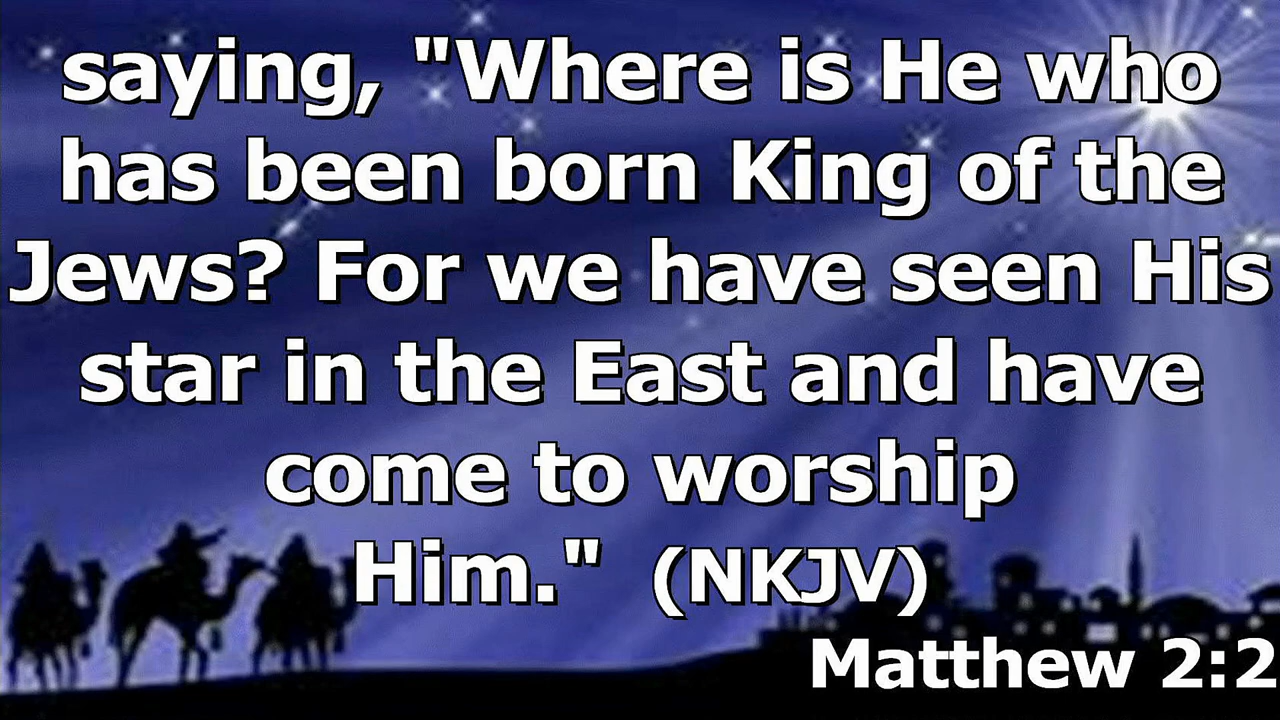 saying, "Where is He who
has been born King of the
Jews? For we have seen His
star in the East and have
come to worship
Him." (NKJV)
Matthew 2:2